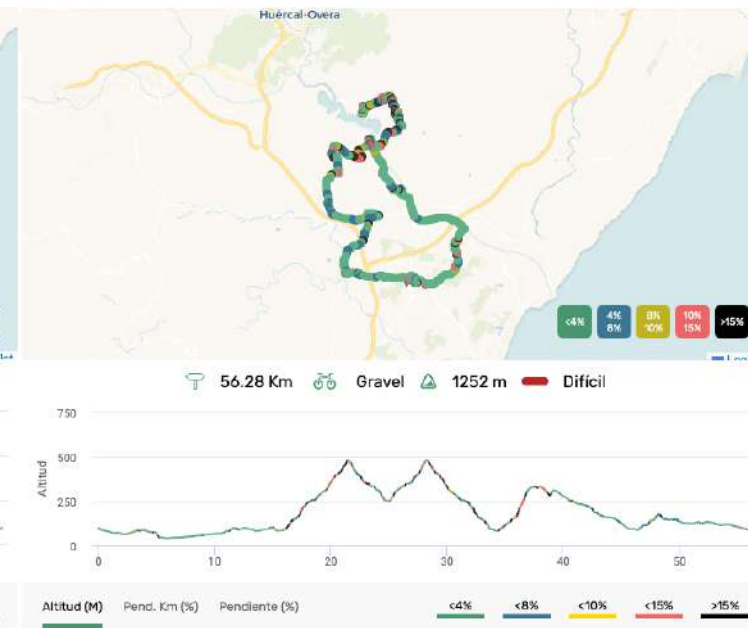 Huércal-Overa
<4%
4%
8%
8%
10%
10%
15%
>15%
56.28 Km Gravel 1252 m Difícil
750
500
250
0
Altitud
0 10 20 30 40 50
Altitud (M) Pend. Km (%) Pendiente (%) <4% <8% <10% <15% >15%